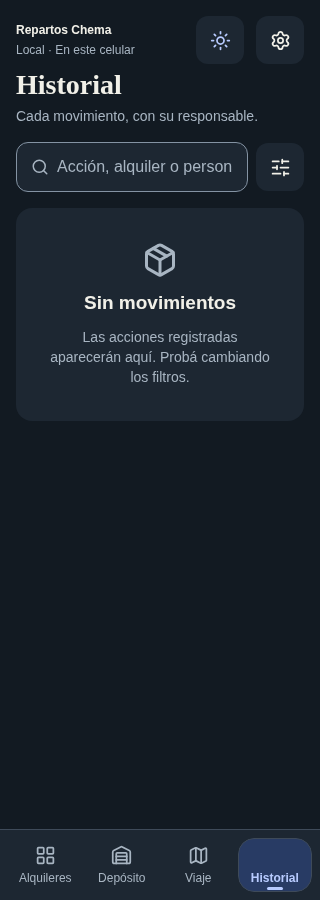 Repartos Chema
Local · En este celular
Historial
Cada movimiento, con su responsable.
Acción, alquiler o person
Sin movimientos
Las acciones registradas
aparecerán aquí. Probá cambiando
los filtros.
Alquileres
Depósito
Viaje
Historial